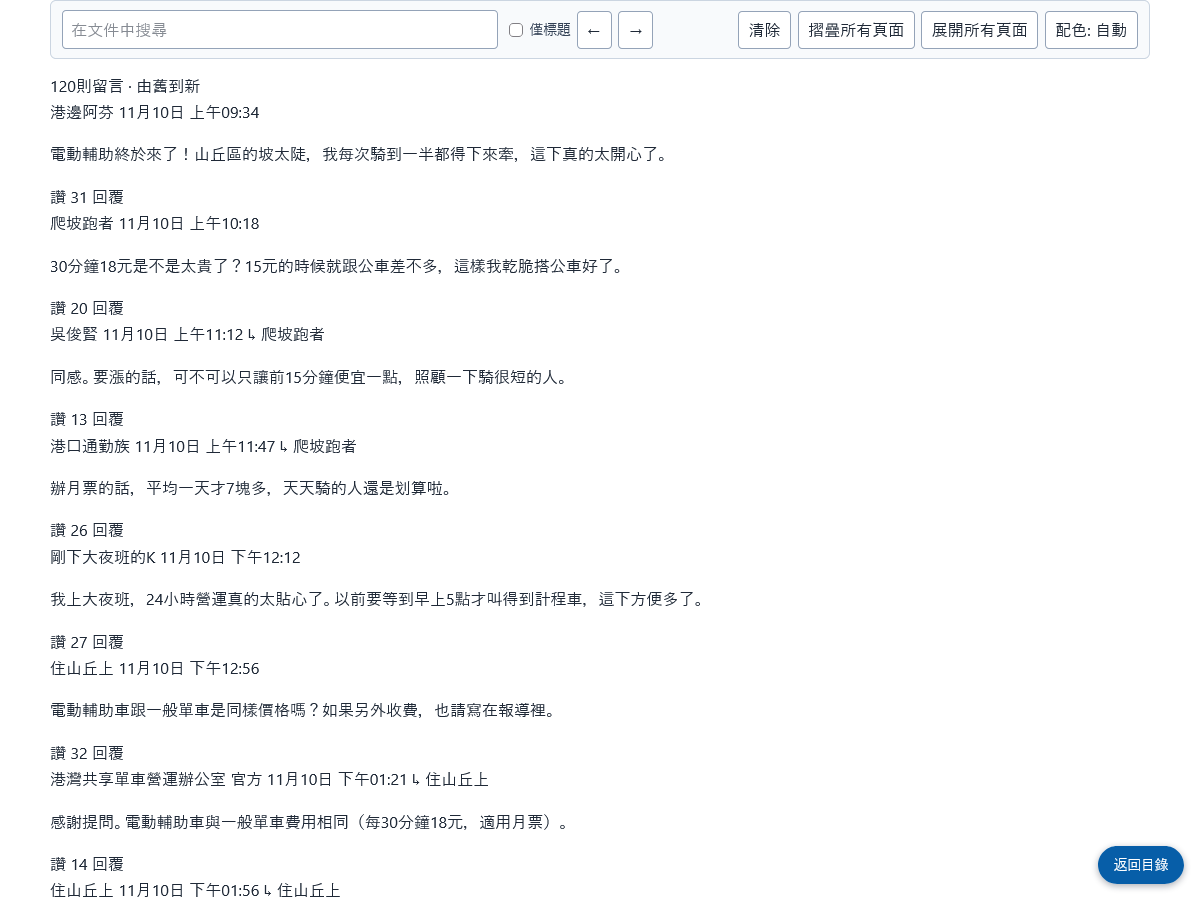 在文件中搜尋
僅標題
←
→
清除
摺疊所有頁面
展開所有頁面
配色: 自動
120則留言 · 由舊到新
港邊阿芬 11月10日 上午09:34
電動輔助終於來了！山丘區的坡太陡，我每次騎到一半都得下來牽，這下真的太開心了。
讚 31 回覆
爬坡跑者 11月10日 上午10:18
30分鐘18元是不是太貴了？15元的時候就跟公車差不多，這樣我乾脆搭公車好了。
讚 20 回覆
吳俊賢 11月10日 上午11:12 ↳ 爬坡跑者
同感。要漲的話，可不可以只讓前15分鐘便宜一點，照顧一下騎很短的人。
讚 13 回覆
港口通勤族 11月10日 上午11:47 ↳ 爬坡跑者
辦月票的話，平均一天才7塊多，天天騎的人還是划算啦。
讚 26 回覆
剛下大夜班的K 11月10日 下午12:12
我上大夜班，24小時營運真的太貼心了。以前要等到早上5點才叫得到計程車，這下方便多了。
讚 27 回覆
住山丘上 11月10日 下午12:56
電動輔助車跟一般單車是同樣價格嗎？如果另外收費，也請寫在報導裡。
讚 32 回覆
港灣共享單車營運辦公室 官方 11月10日 下午01:21 ↳ 住山丘上
感謝提問。電動輔助車與一般單車費用相同（每30分鐘18元，適用月票）。
讚 14 回覆
住山丘上 11月10日 下午01:56 ↳ 住山丘上
返回目錄